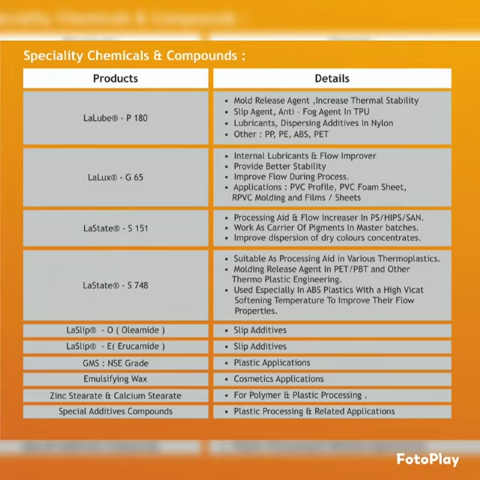 Speciality Chemicals & Compounds :
Products
Details
LaLube® - P 180
• Mold Release Agent ,Increase Thermal Stability
• Slip Agent, Anti - Fog Agent In TPU
• Lubricants, Dispersing Additives In Nylon
• Other : PP, PE, ABS, PET
LaLux® - G 65
• Internal Lubricants & Flow Improver
• Provide Better Stability
• Improve Flow During Process.
• Applications : PVC Profile, PVC Foam Sheet,
RPVC Molding and Films / Sheets
LaState® - S 151
• Processing Aid & Flow Increaser In PS/HIPS/SAN.
• Work As Carrier Of Pigments In Master batches.
• Improve dispersion of dry colours concentrates.
LaState® - S 748
• Suitable As Processing Aid in Various Thermoplastics.
• Molding Release Agent In PET/PBT and Other
Thermo Plastic Engineering.
• Used Especially In ABS Plastics With a High Vicat
Softening Temperature To Improve Their Flow
Properties.
LaSlip® - O ( Oleamide )
• Slip Additives
LaSlip® - E( Erucamide )
• Slip Additives
GMS : NSE Grade
• Plastic Applications
Emulsifying Wax
• Cosmetics Applications
Zinc Stearate & Calcium Stearate
• For Polymer & Plastic Processing .
Special Additives Compounds
• Plastic Processing & Related Applications
FotoPlay